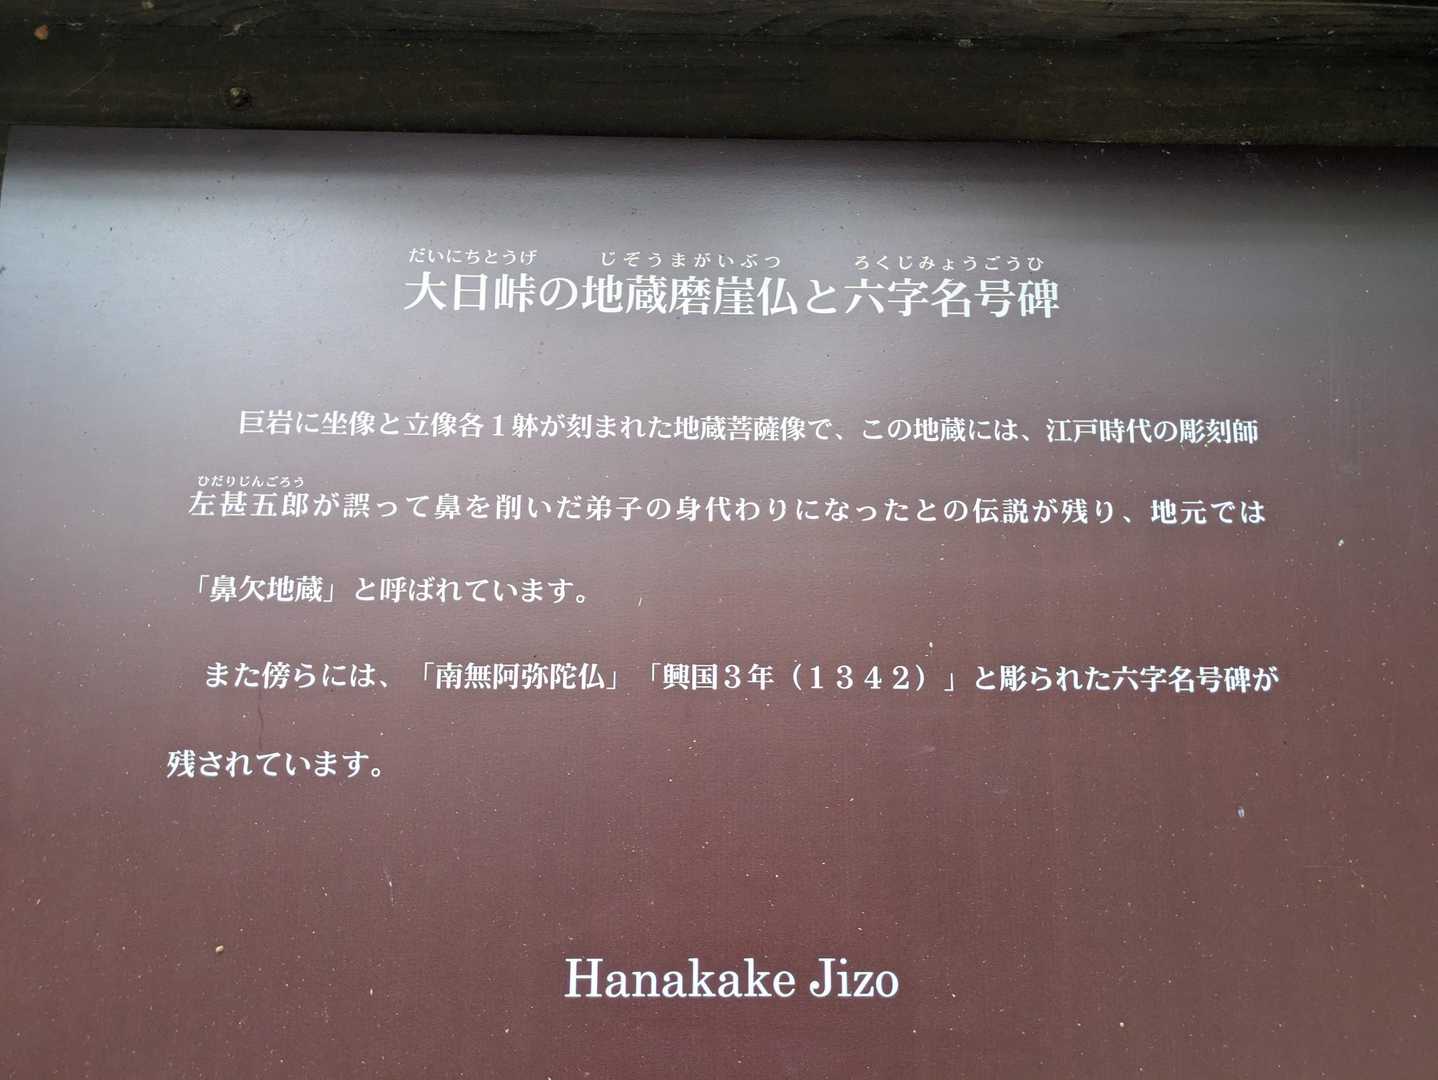 だいにちとうげ じぞうまがいぶつ ろくじみょうごうひ
大日峠の地蔵磨崖仏と六字名号碑
巨岩に坐像と立像各１躰が刻まれた地蔵菩薩像で、この地蔵には、江戸時代の彫刻師
ひだりじんごろう
左甚五郎が誤って鼻を削いだ弟子の身代わりになったとの伝説が残り、地元では
「鼻欠地蔵」と呼ばれています。
また傍らには、「南無阿弥陀仏」「興国３年（１３４２）」と彫られた六字名号碑が
残されています。
Hanakake Jizo